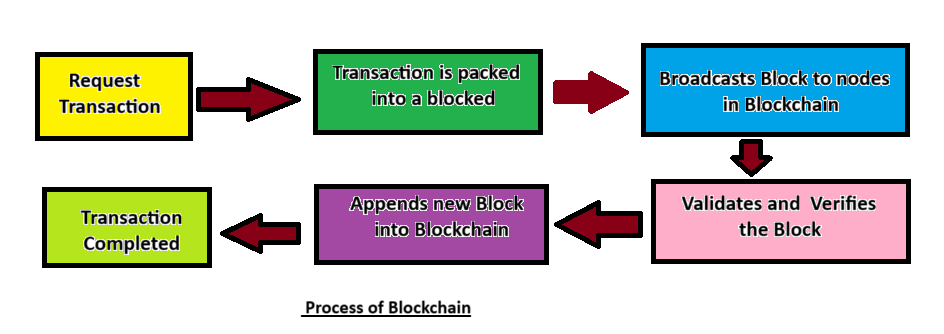 Request
Transaction
Transaction is packed
into a blocked
Broadcasts Block to nodes
in Blockchain
Validates and Verifies
the Block
Appends new Block
into Blockchain
Transaction
Completed
Process of Blockchain